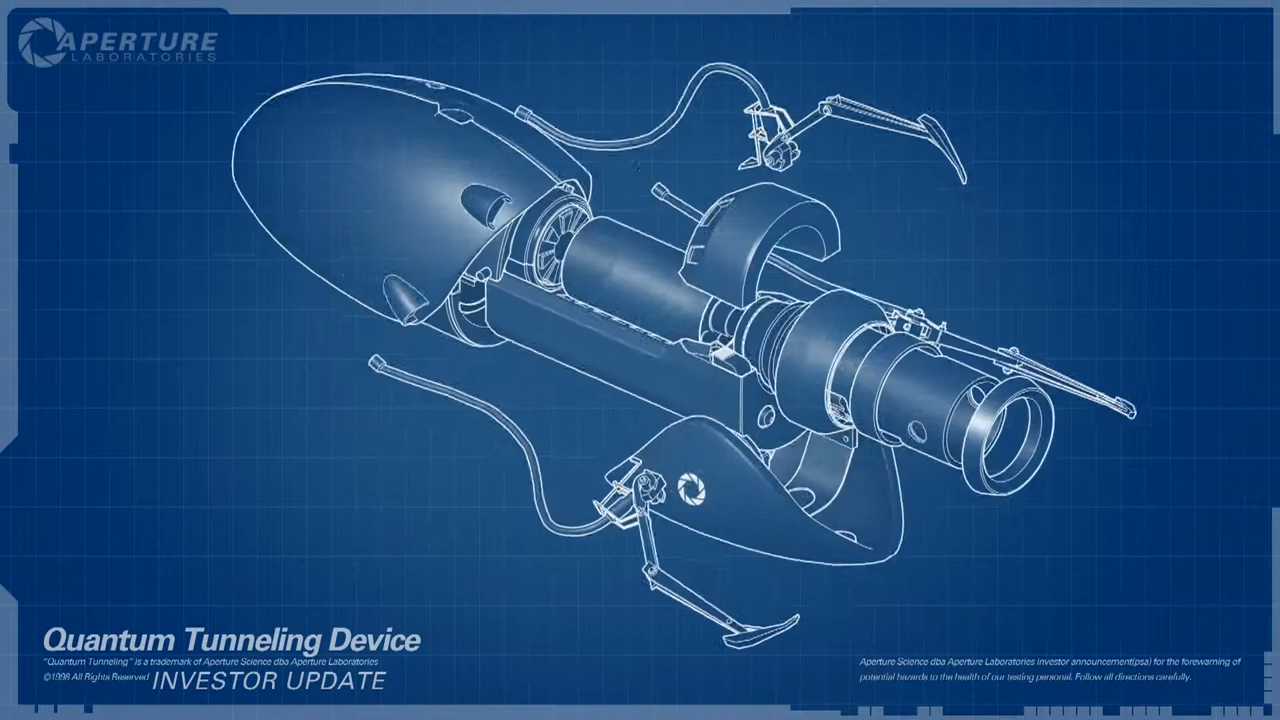 APERTURE
LABORATORIES
Quantum Tunneling Device
"Quantum Tunneling" is a trademark of Aperture Science dba Aperture Laboratories
©1998 All Rights Reserved INVESTOR UPDATE
Aperture Science dba Aperture Laboratories investor announcement(psa) for the forewarning of
potential hazards to the health of our testing personal. Follow all directions carefully.